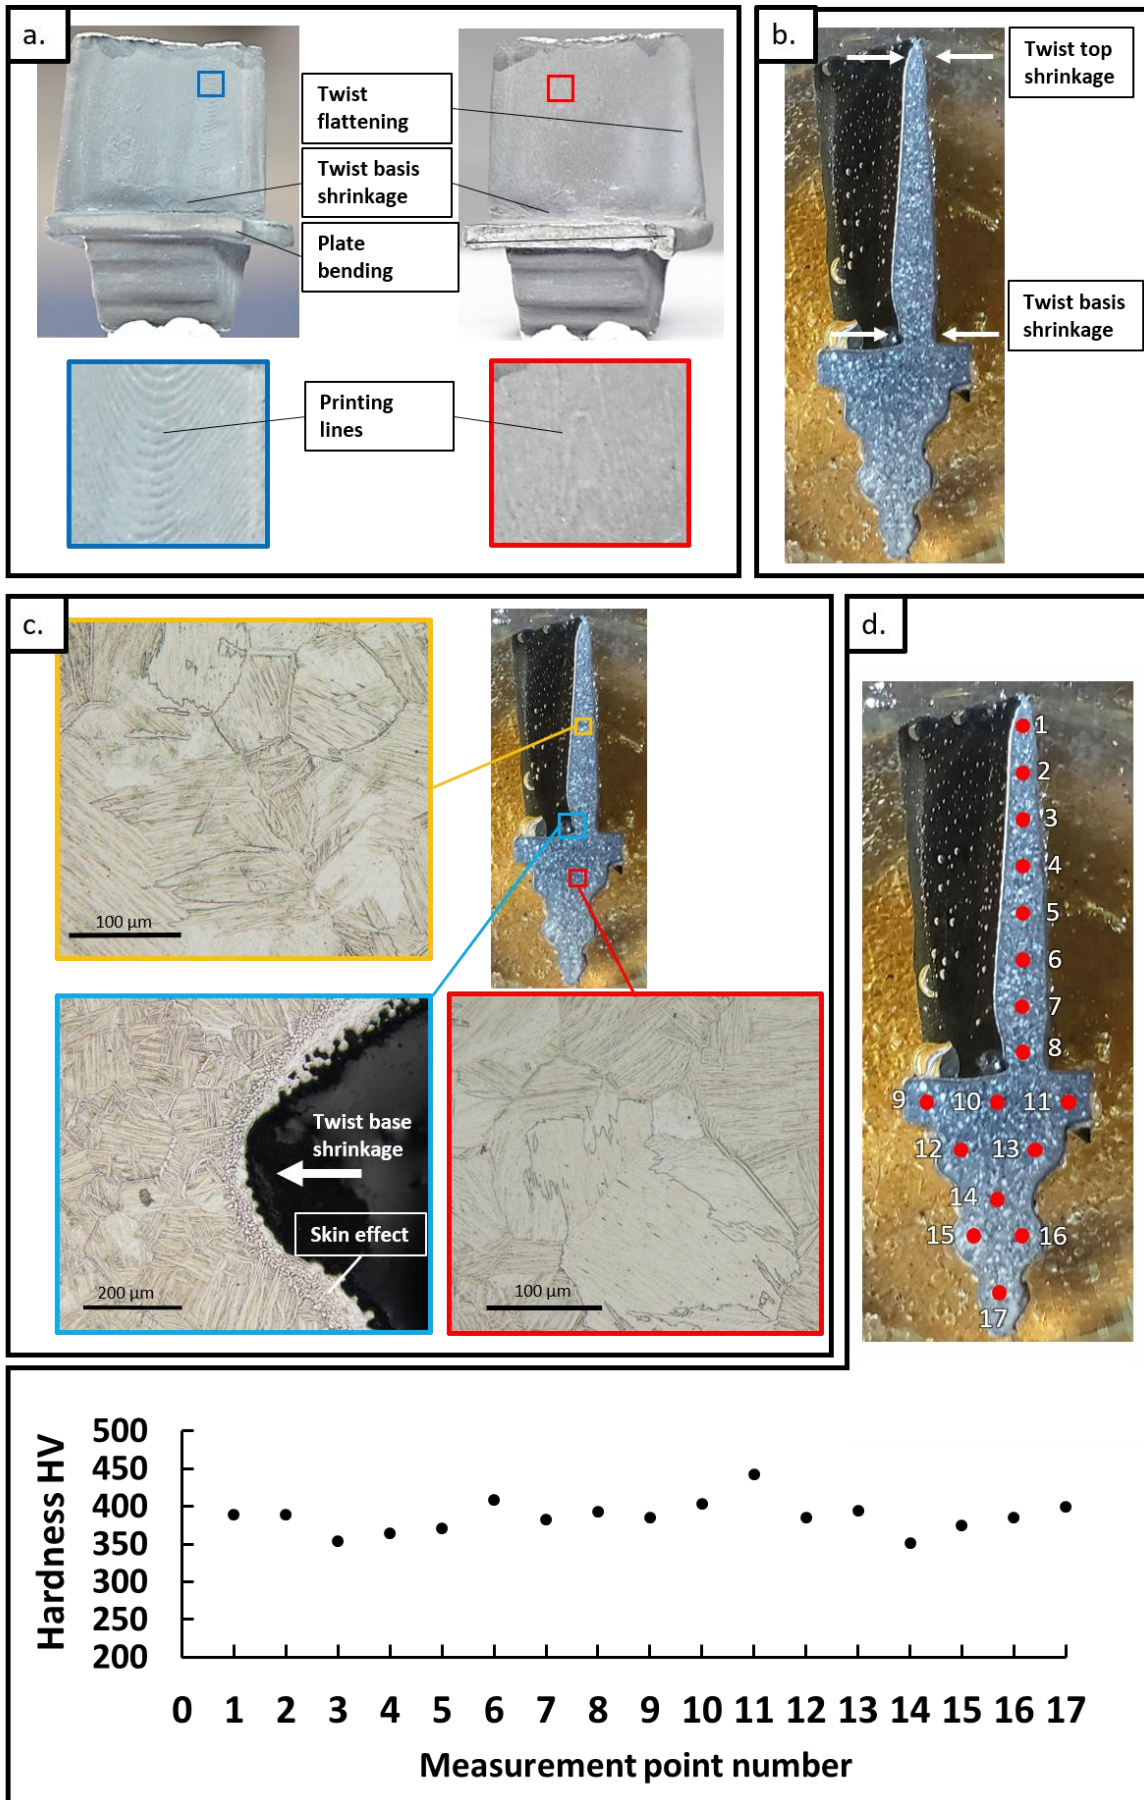 a.
Twist
flattening
Twist basis
shrinkage
Plate
bending
Printing
lines
b.
Twist top
shrinkage
Twist basis
shrinkage
c.
100 µm
Twist base
shrinkage
Skin effect
200 µm
100 µm
d.
1
2
3
4
5
6
7
8
9 10 11
12 13
14
15 16
17
Hardness HV
500
450
400
350
300
250
200
0 1 2 3 4 5 6 7 8 9 10 11 12 13 14 15 16 17
Measurement point number